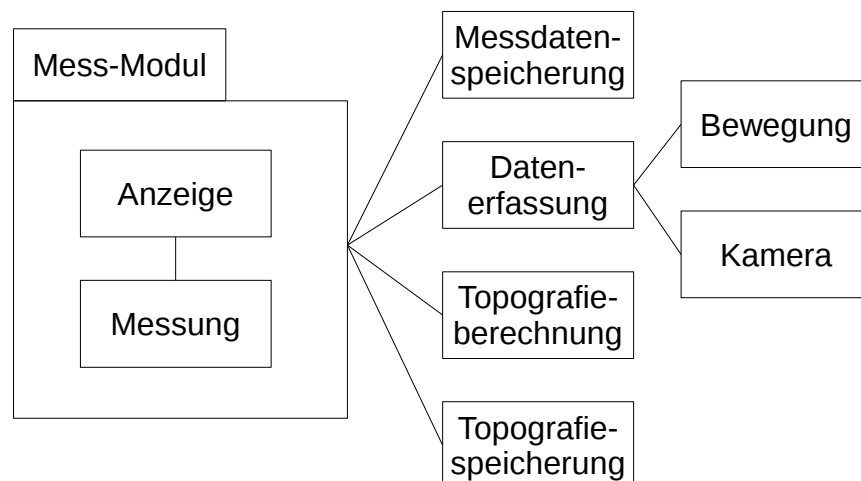 Mess-Modul
Anzeige
Messung
Messdaten-
speicherung
Daten-
erfassung
Topografie-
berechnung
Topografie-
speicherung
Bewegung
Kamera